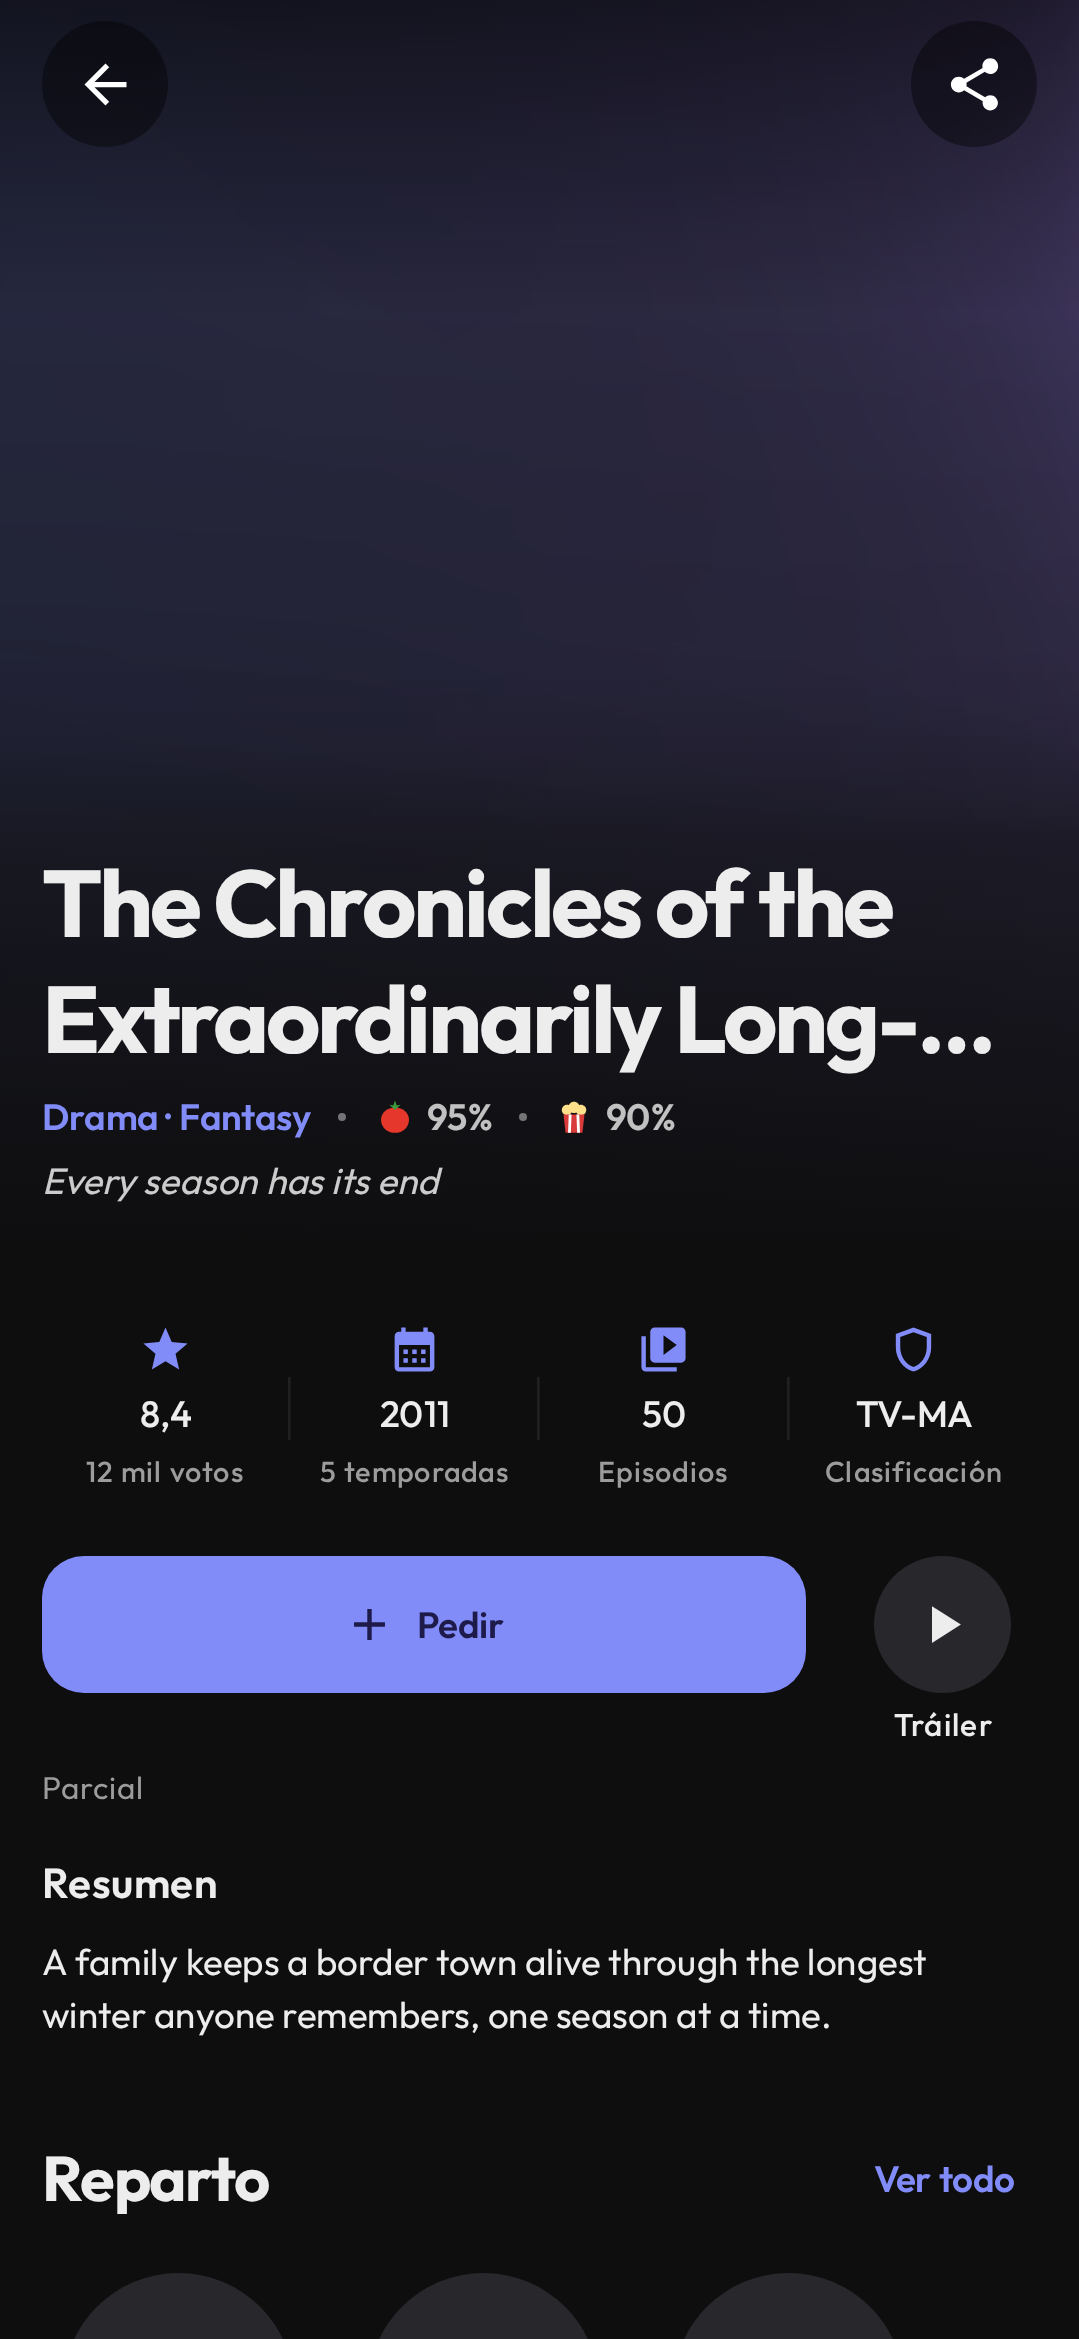 The Chronicles of the
Extraordinarily Long-...
Drama · Fantasy • 95% • 90%
Every season has its end
8,4
12 mil votos
2011
5 temporadas
50
Episodios
TV-MA
Clasificación
+ Pedir
Tráiler
Parcial
Resumen
A family keeps a border town alive through the longest
winter anyone remembers, one season at a time.
Reparto
Ver todo